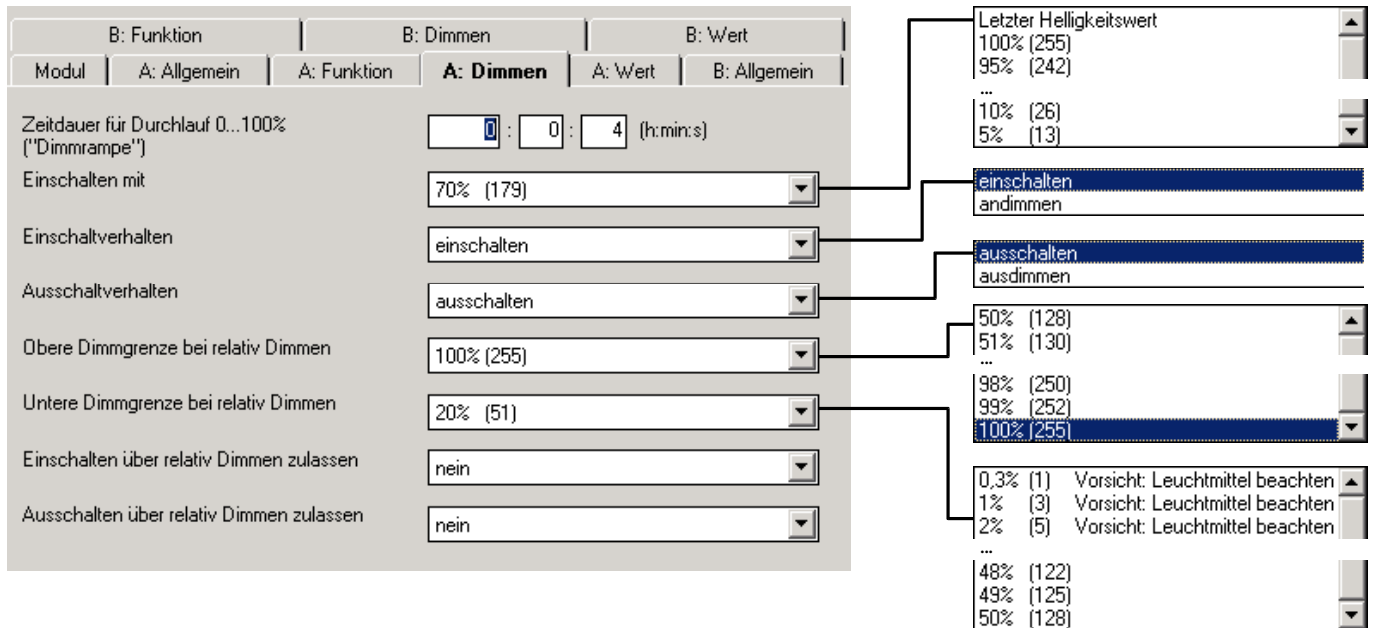 B: Funktion B: Dimmen B: Wert
Modul A: Allgemein A: Funktion A: Dimmen A: Wert B: Allgemein
Zeitdauer für Durchlauf 0...100%
("Dimmrampe")
0 : 0 : 4 (h:min:s)
Einschalten mit
70% (179)
Einschaltverhalten
einschalten
Ausschaltverhalten
ausschalten
Obere Dimmgrenze bei relativ Dimmen
100% (255)
Untere Dimmgrenze bei relativ Dimmen
20% (51)
Einschalten über relativ Dimmen zulassen
nein
Ausschalten über relativ Dimmen zulassen
nein
Letzter Helligkeitswert
100% (255)
95% (242)
...
10% (26)
5% (13)
einschalten
andimmen
ausschalten
ausdimmen
50% (128)
51% (130)
...
98% (250)
99% (252)
100% (255)
0,3% (1) Vorsicht: Leuchtmittel beachten
1% (3) Vorsicht: Leuchtmittel beachten
2% (5) Vorsicht: Leuchtmittel beachten
...
48% (122)
49% (125)
50% (128)